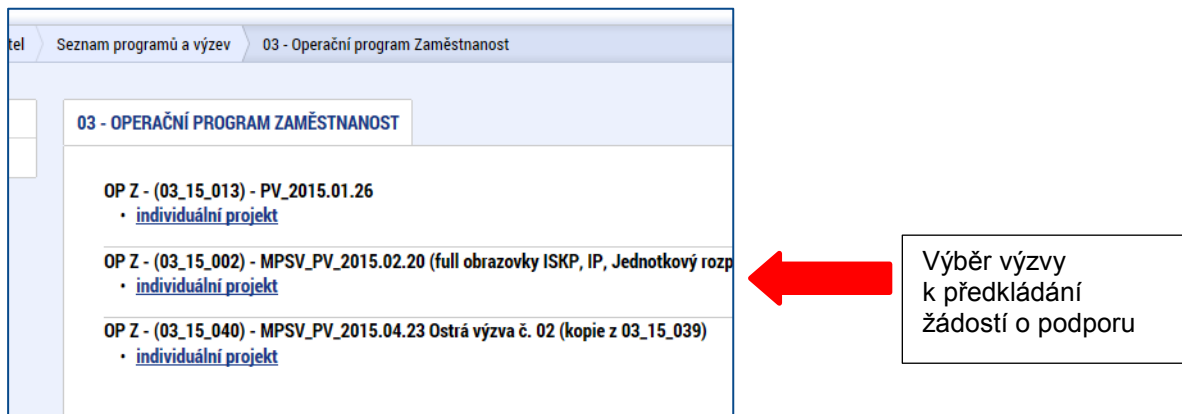 tel Seznam programů a výzev 03 - Operační program Zaměstnanost
03 - OPERAČNÍ PROGRAM ZAMĚSTNANOST
OP Z - (03_15_013) - PV_2015.01.26
• individuální projekt
OP Z - (03_15_002) - MPSV_PV_2015.02.20 (full obrazovky ISKP, IP, Jednotkový rozp
• individuální projekt
OP Z - (03_15_040) - MPSV_PV_2015.04.23 Ostrá výzva č. 02 (kopie z 03_15_039)
• individuální projekt
Výběr výzvy
k předkládání
žádostí o podporu